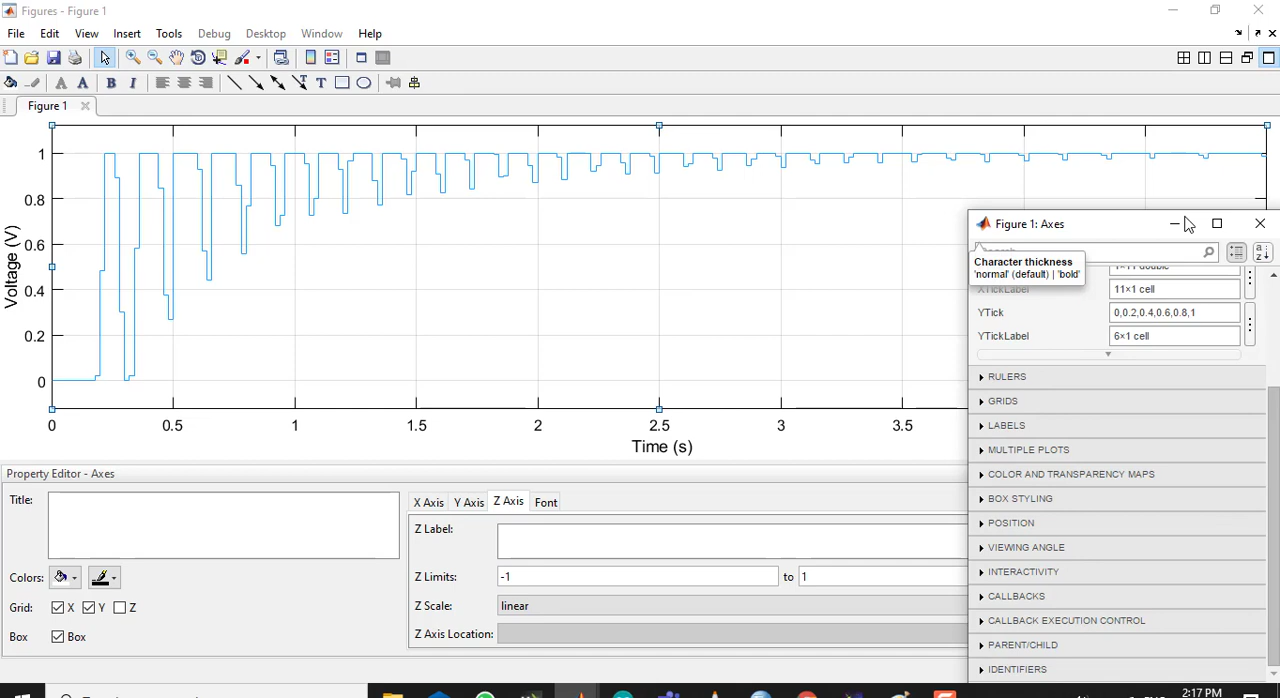 Figures - Figure 1
File Edit View Insert Tools Debug Desktop Window Help
A A B I T
Figure 1
1
0.8
0.6
0.4
0.2
0
Voltage (V)
0 0.5 1 1.5 2 2.5 3 3.5
Time (s)
Figure 1: Axes
Character thickness
'normal' (default) | 'bold'
XTickLabel 11×1 cell
YTick 0,0.2,0.4,0.6,0.8,1
YTickLabel 6×1 cell
RULERS
GRIDS
LABELS
MULTIPLE PLOTS
COLOR AND TRANSPARENCY MAPS
BOX STYLING
POSITION
VIEWING ANGLE
INTERACTIVITY
CALLBACKS
CALLBACK EXECUTION CONTROL
PARENT/CHILD
IDENTIFIERS
Property Editor - Axes
Title:
Colors:
Grid: X Y Z
Box Box
X Axis Y Axis Z Axis Font
Z Label:
Z Limits: -1 to 1
Z Scale: linear
Z Axis Location:
2:17 PM